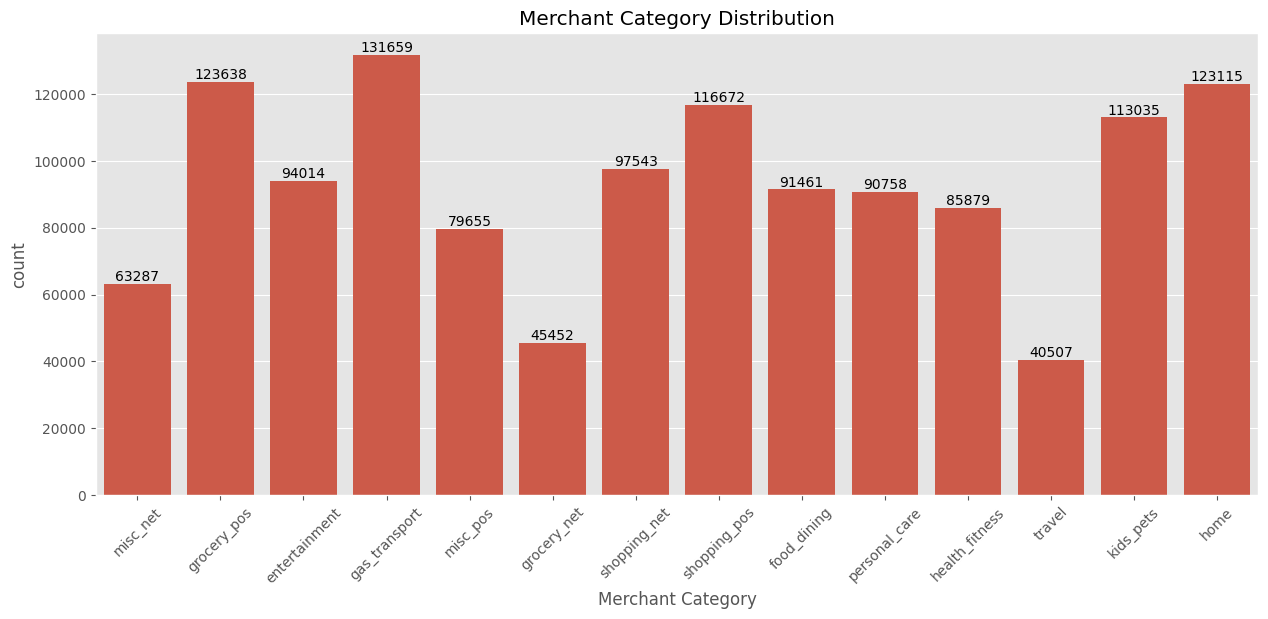 Merchant Category Distribution
count
120000
100000
80000
60000
40000
20000
0
63287
123638
94014
131659
79655
45452
97543
116672
91461
90758
85879
40507
113035
123115
misc_net
grocery_pos
entertainment
gas_transport
misc_pos
grocery_net
shopping_net
shopping_pos
food_dining
personal_care
health_fitness
travel
kids_pets
home
Merchant Category